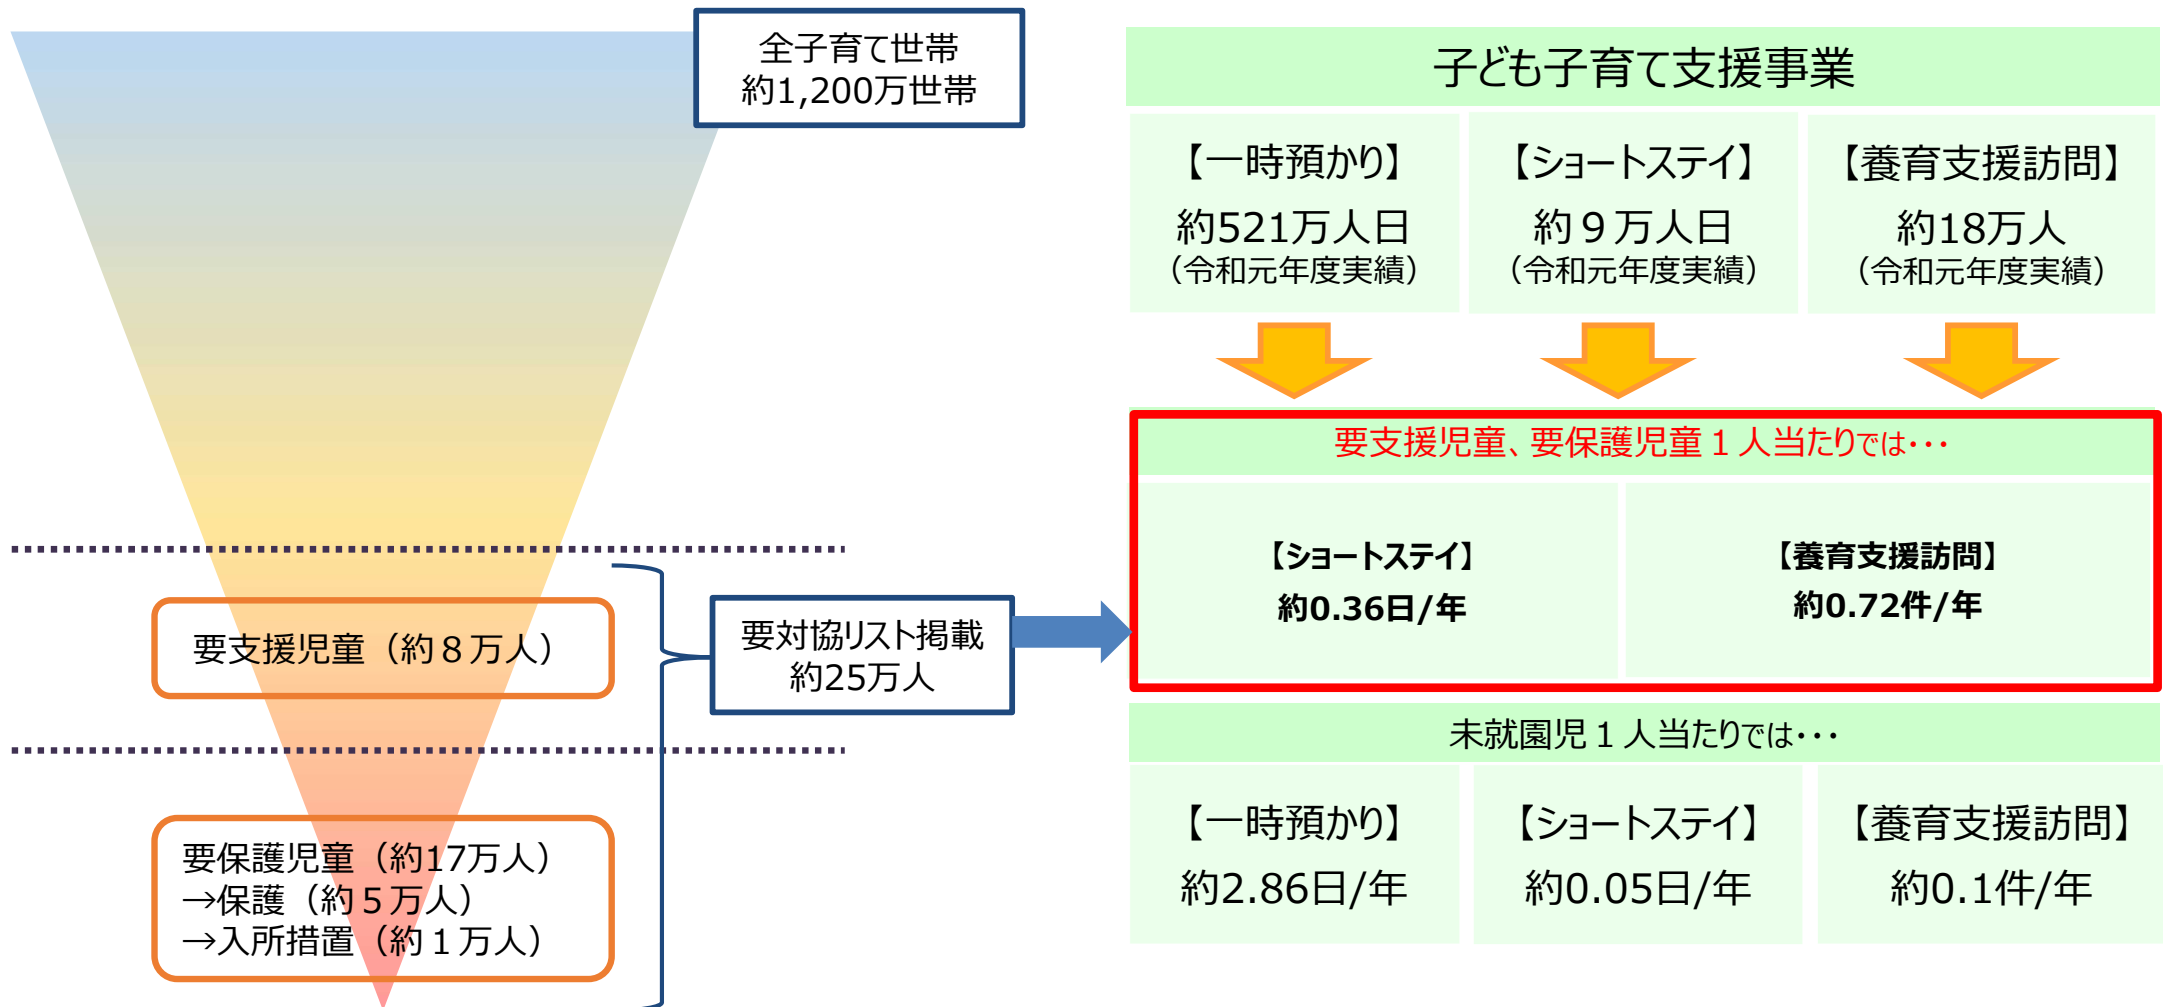 全子育て世帯
約1,200万世帯
要支援児童（約８万人）
要対協リスト掲載
約25万人
要保護児童（約17万人）
→保護（約５万人）
→入所措置（約１万人）
子ども子育て支援事業
【一時預かり】
約521万人日
（令和元年度実績）
【ショートステイ】
約９万人日
（令和元年度実績）
【養育支援訪問】
約18万人
（令和元年度実績）
要支援児童、要保護児童１人当たりでは・・・
【ショートステイ】
約0.36日/年
【養育支援訪問】
約0.72件/年
未就園児１人当たりでは・・・
【一時預かり】
約2.86日/年
【ショートステイ】
約0.05日/年
【養育支援訪問】
約0.1件/年